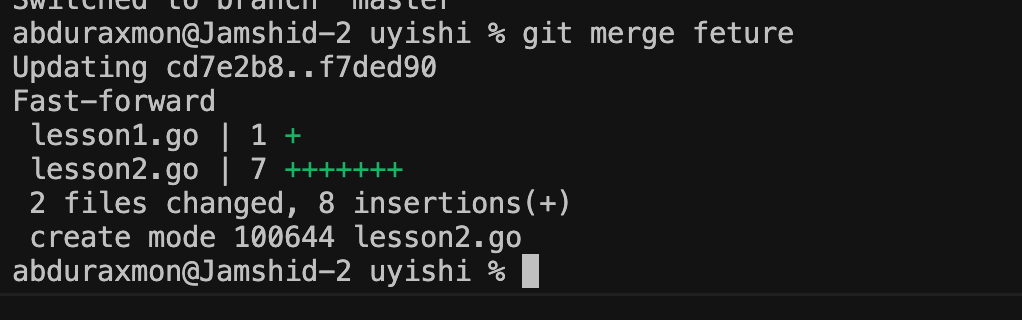 Switched to branch 'master'
abduraxmon@Jamshid-2 uyishi % git merge feture
Updating cd7e2b8..f7ded90
Fast-forward
 lesson1.go | 1 +
 lesson2.go | 7 +++++++
 2 files changed, 8 insertions(+)
 create mode 100644 lesson2.go
abduraxmon@Jamshid-2 uyishi %